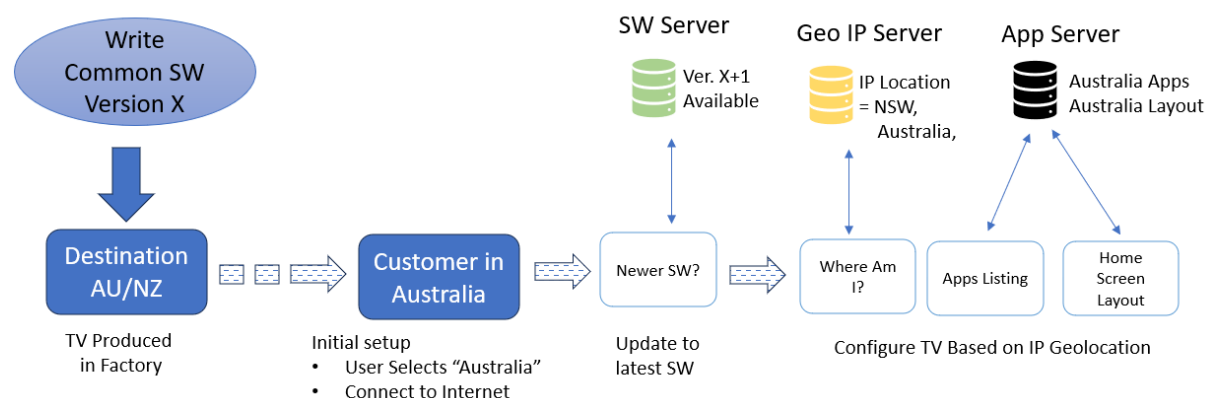 Write
Common SW
Version X
SW Server
Ver. X+1
Available
Geo IP Server
IP Location
= NSW,
Australia,
App Server
Australia Apps
Australia Layout
Destination
AU/NZ
TV Produced
in Factory
Customer in
Australia
Initial setup
• User Selects “Australia”
• Connect to Internet
Newer SW?
Update to
latest SW
Where Am
I?
Apps Listing
Home
Screen
Layout
Configure TV Based on IP Geolocation